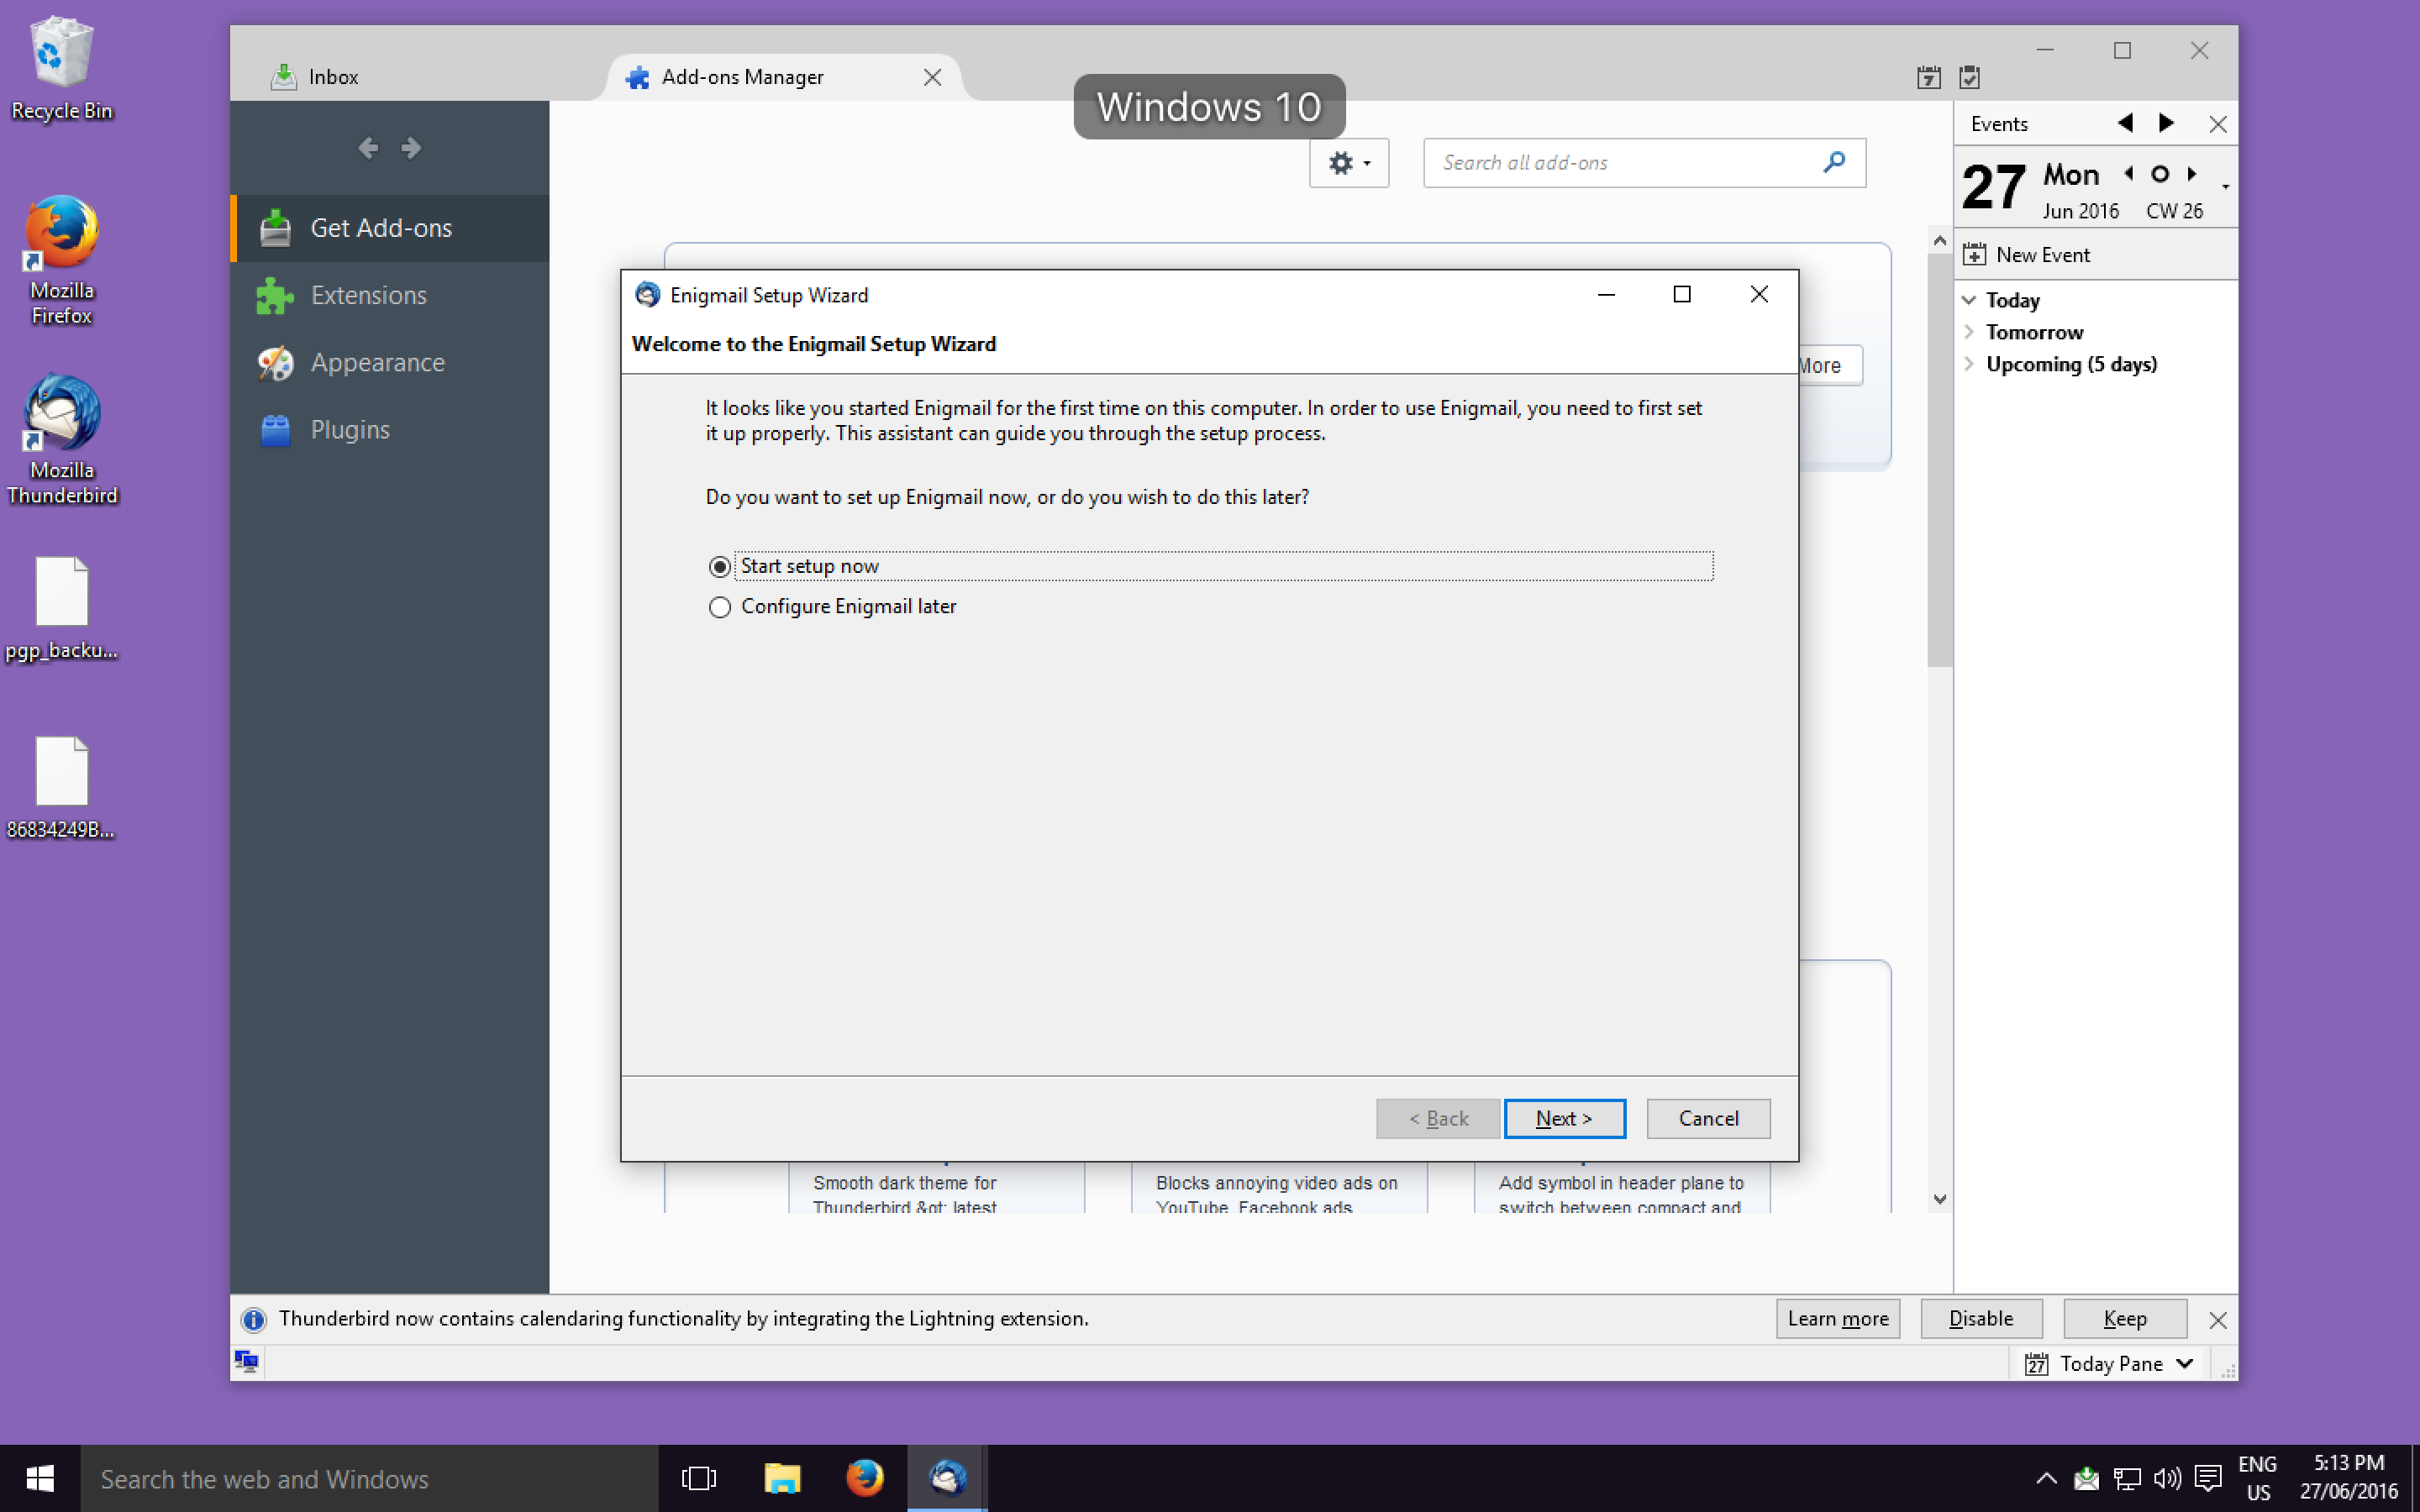 Recycle Bin
Mozilla
Firefox
Mozilla
Thunderbird
pgp_backu...
86834249B...
Inbox
Add-ons Manager
7
Windows 10
Search all add-ons
Get Add-ons
Extensions
Appearance
Plugins
Events
27
Mon
Jun 2016 CW 26
New Event
Today
Tomorrow
Upcoming (5 days)
More
Enigmail Setup Wizard
Welcome to the Enigmail Setup Wizard
It looks like you started Enigmail for the first time on this computer. In order to use Enigmail, you need to first set
it up properly. This assistant can guide you through the setup process.
Do you want to set up Enigmail now, or do you wish to do this later?
Start setup now
Configure Enigmail later
< Back
Next >
Cancel
Smooth dark theme for
Thunderbird &gt; latest
Blocks annoying video ads on
YouTube, Facebook ads
Add symbol in header plane to
switch between compact and
Thunderbird now contains calendaring functionality by integrating the Lightning extension.
Learn more
Disable
Keep
27 Today Pane
Search the web and Windows
ENG
US
5:13 PM
27/06/2016